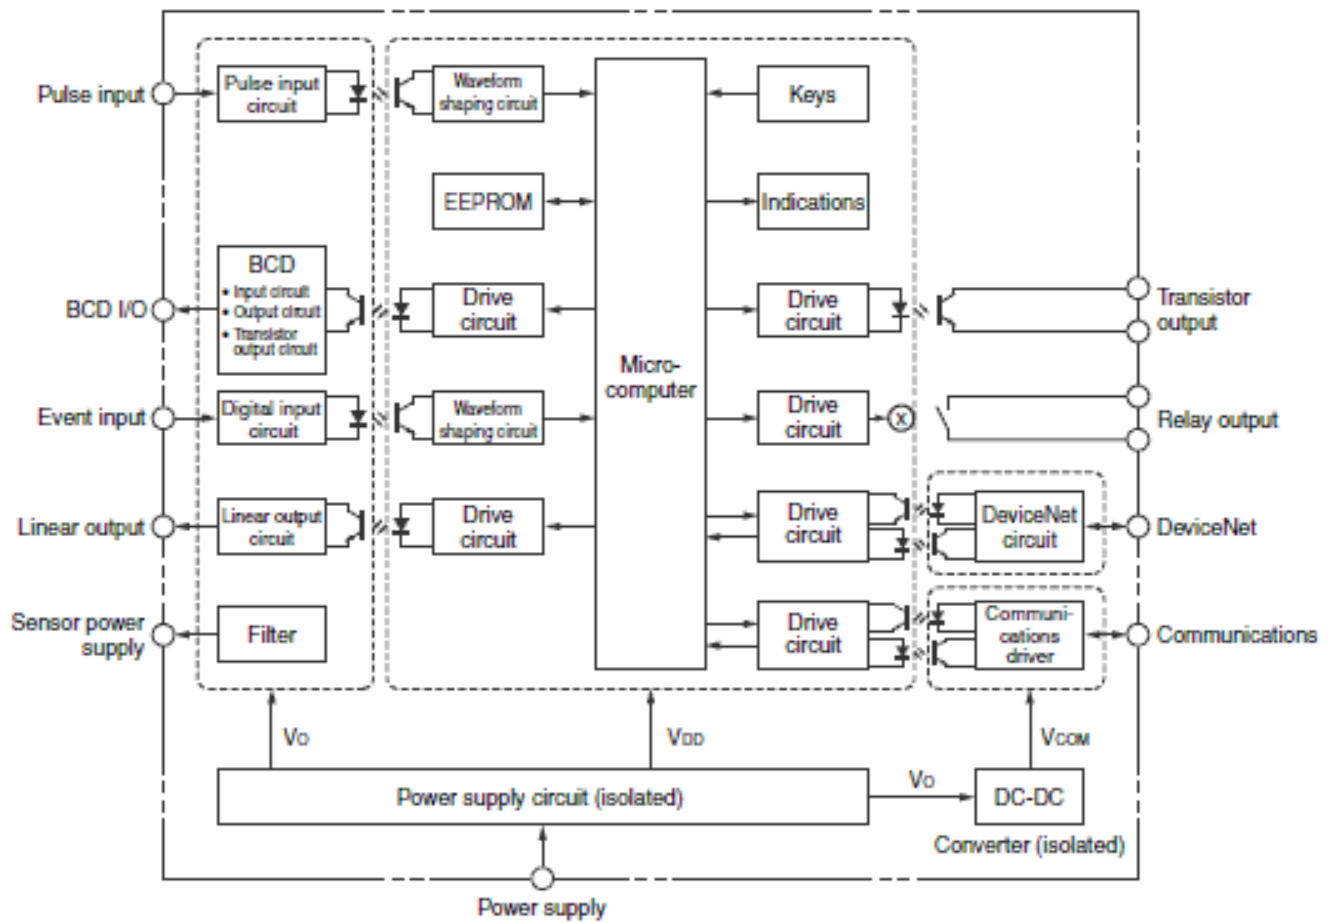 Pulse input
Pulse input
circuit
Waveform
shaping circuit
Keys
EEPROM
Indications
BCD I/O
BCD
• Input circuit
• Output circuit
• Transistor
output circuit
Drive
circuit
Micro-
computer
Drive
circuit
Transistor
output
Event input
Digital input
circuit
Waveform
shaping circuit
Drive
circuit
X
Relay output
Linear output
Linear output
circuit
Drive
circuit
Drive
circuit
DeviceNet
circuit
DeviceNet
Sensor power
supply
Filter
Drive
circuit
Communi-
cations
driver
Communications
VO
VDD
VCOM
Power supply circuit (isolated)
VO
DC-DC
Converter (isolated)
Power supply